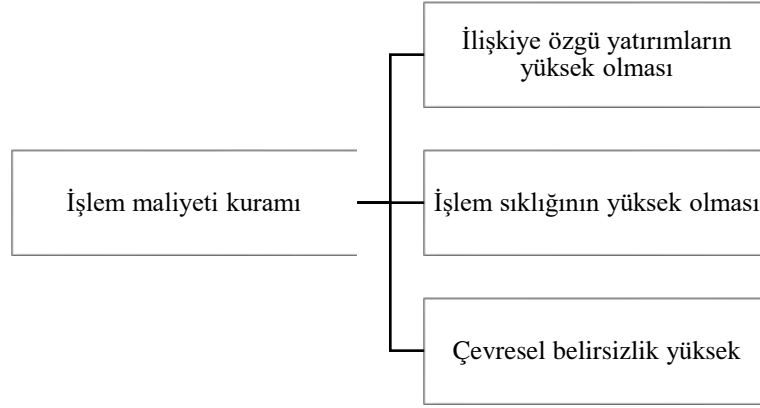 İşlem maliyeti kuramı
İlişkiye özgü yatırımların
yüksek olması
İşlem sıklığının yüksek olması
Çevresel belirsizlik yüksek